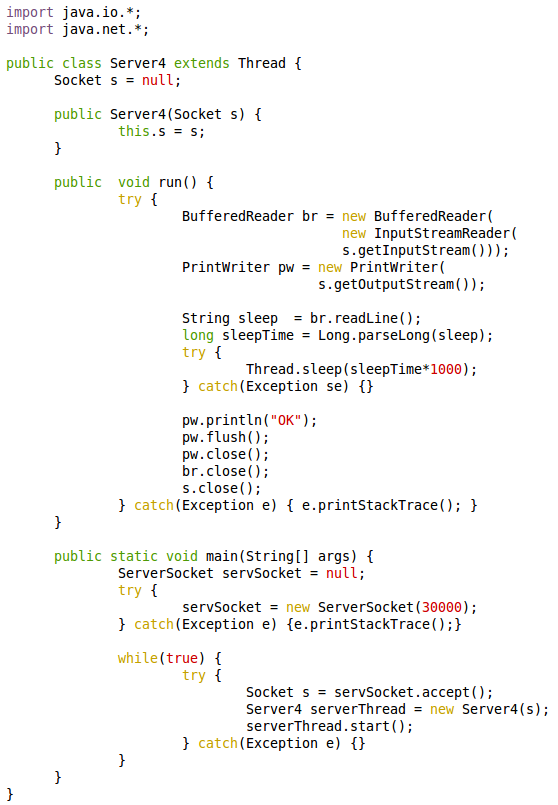 import java.io.*;
import java.net.*;

public class Server4 extends Thread {
      Socket s = null;

      public Server4(Socket s) {
              this.s = s;
      }

      public  void run() {
              try {
                      BufferedReader br = new BufferedReader(
                                          new InputStreamReader(
                                          s.getInputStream()));
                      PrintWriter pw = new PrintWriter(
                                       s.getOutputStream());

                      String sleep  = br.readLine();
                      long sleepTime = Long.parseLong(sleep);
                      try {
                              Thread.sleep(sleepTime*1000);
                      } catch(Exception se) {}

                      pw.println("OK");
                      pw.flush();
                      pw.close();
                      br.close();
                      s.close();
              } catch(Exception e) { e.printStackTrace(); }
      }

      public static void main(String[] args) {
              ServerSocket servSocket = null;
              try {
                      servSocket = new ServerSocket(30000);
              } catch(Exception e) {e.printStackTrace();}

              while(true) {
                      try {
                              Socket s = servSocket.accept();
                              Server4 serverThread = new Server4(s);
                              serverThread.start();
                      } catch(Exception e) {}
              }
      }
}